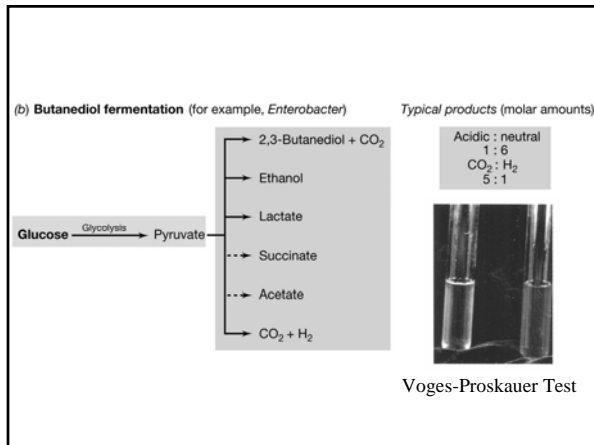 (b) Butanediol fermentation (for example, Enterobacter)
Typical products (molar amounts)
Acidic : neutral
1 : 6
CO₂ : H₂
5 : 1
Glucose
Glycolysis
Pyruvate
2,3-Butanediol + CO₂
Ethanol
Lactate
Succinate
Acetate
CO₂ + H₂
Voges-Proskauer Test